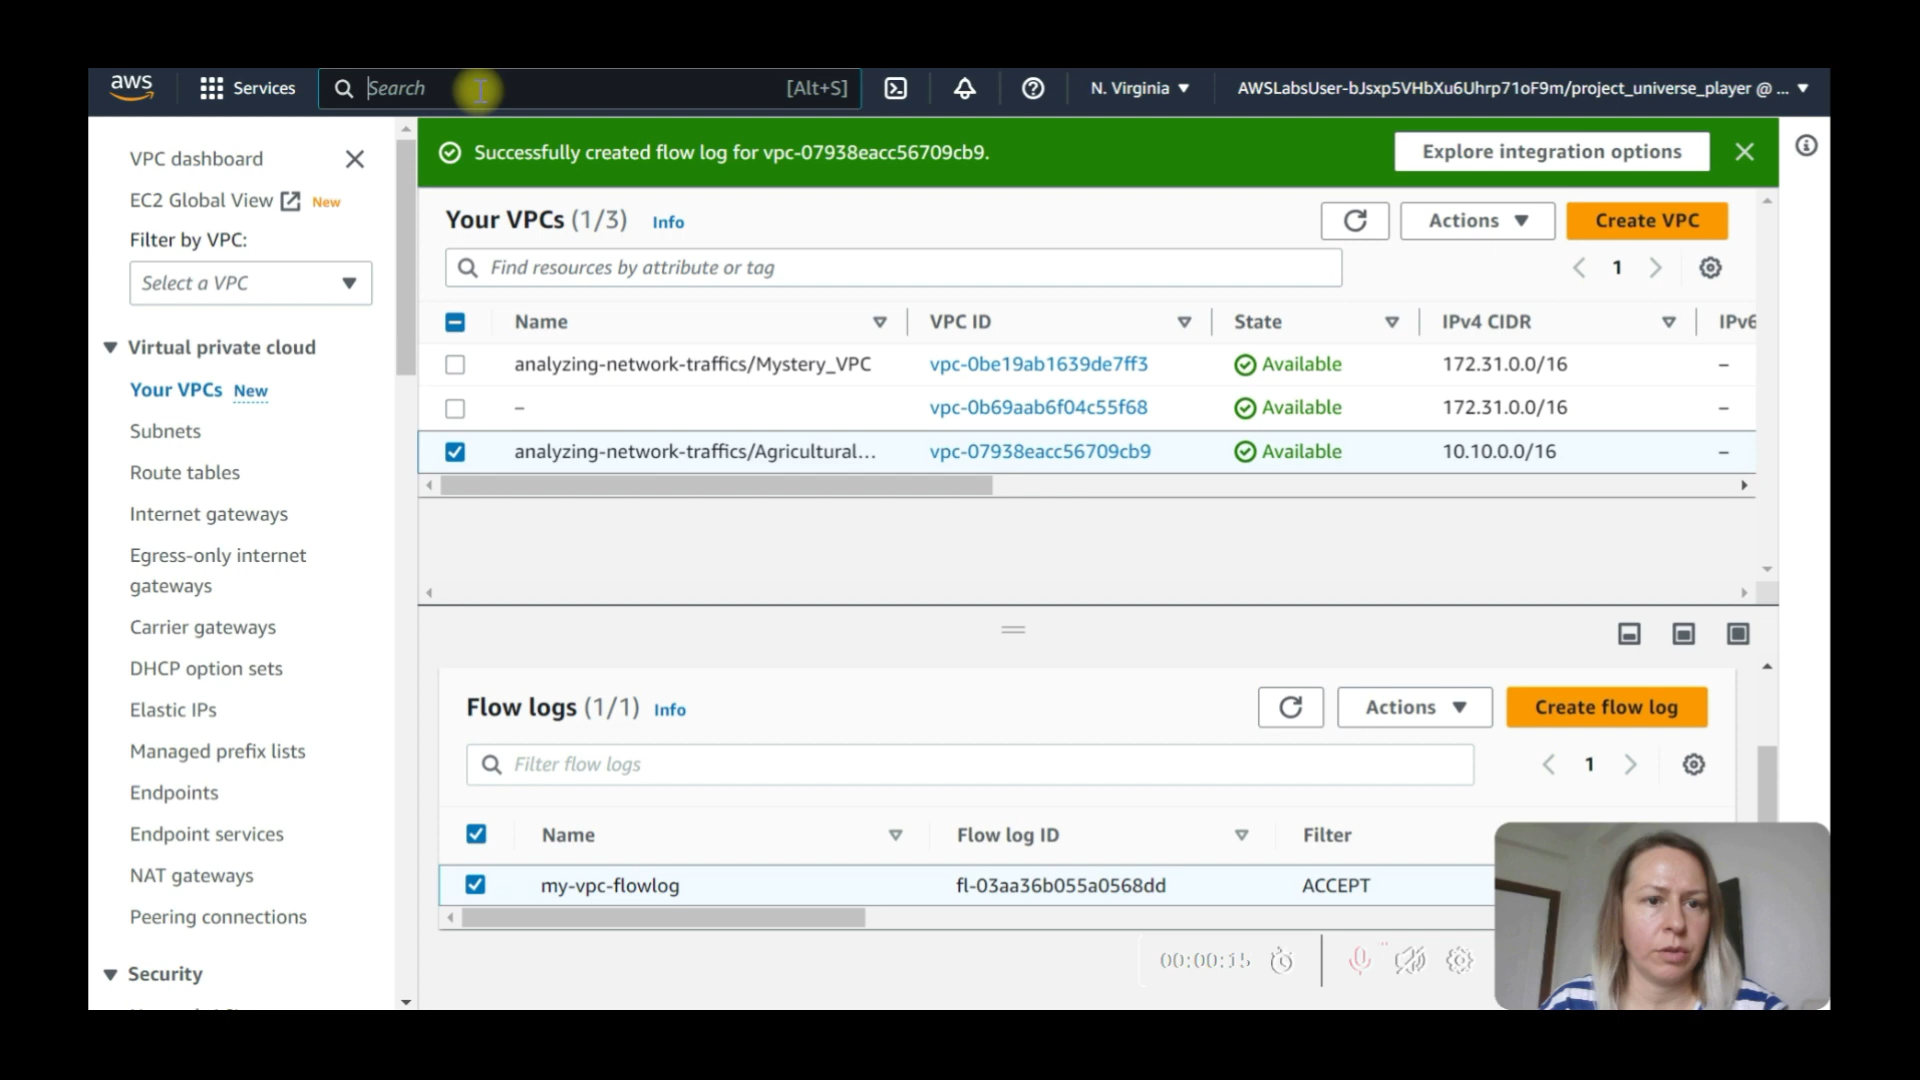 aws
Services
Search
[Alt+S]
N. Virginia
AWSLabsUser-bJsxp5VHbXu6Uhrp71oF9m/project_universe_player @ ...
VPC dashboard
EC2 Global View New
Filter by VPC:
Select a VPC
Virtual private cloud
Your VPCs New
Subnets
Route tables
Internet gateways
Egress-only internet
gateways
Carrier gateways
DHCP option sets
Elastic IPs
Managed prefix lists
Endpoints
Endpoint services
NAT gateways
Peering connections
Security
Successfully created flow log for vpc-07938eacc56709cb9.
Explore integration options
Your VPCs (1/3) Info
Actions
Create VPC
Find resources by attribute or tag
1
Name VPC ID State IPv4 CIDR IPv6
analyzing-network-traffics/Mystery_VPC vpc-0be19ab1639de7ff3 Available 172.31.0.0/16 –
– vpc-0b69aab6f04c55f68 Available 172.31.0.0/16 –
analyzing-network-traffics/Agricultural... vpc-07938eacc56709cb9 Available 10.10.0.0/16 –
Flow logs (1/1) Info
Actions
Create flow log
Filter flow logs
1
Name Flow log ID Filter
my-vpc-flowlog fl-03aa36b055a0568dd ACCEPT
00:00:15